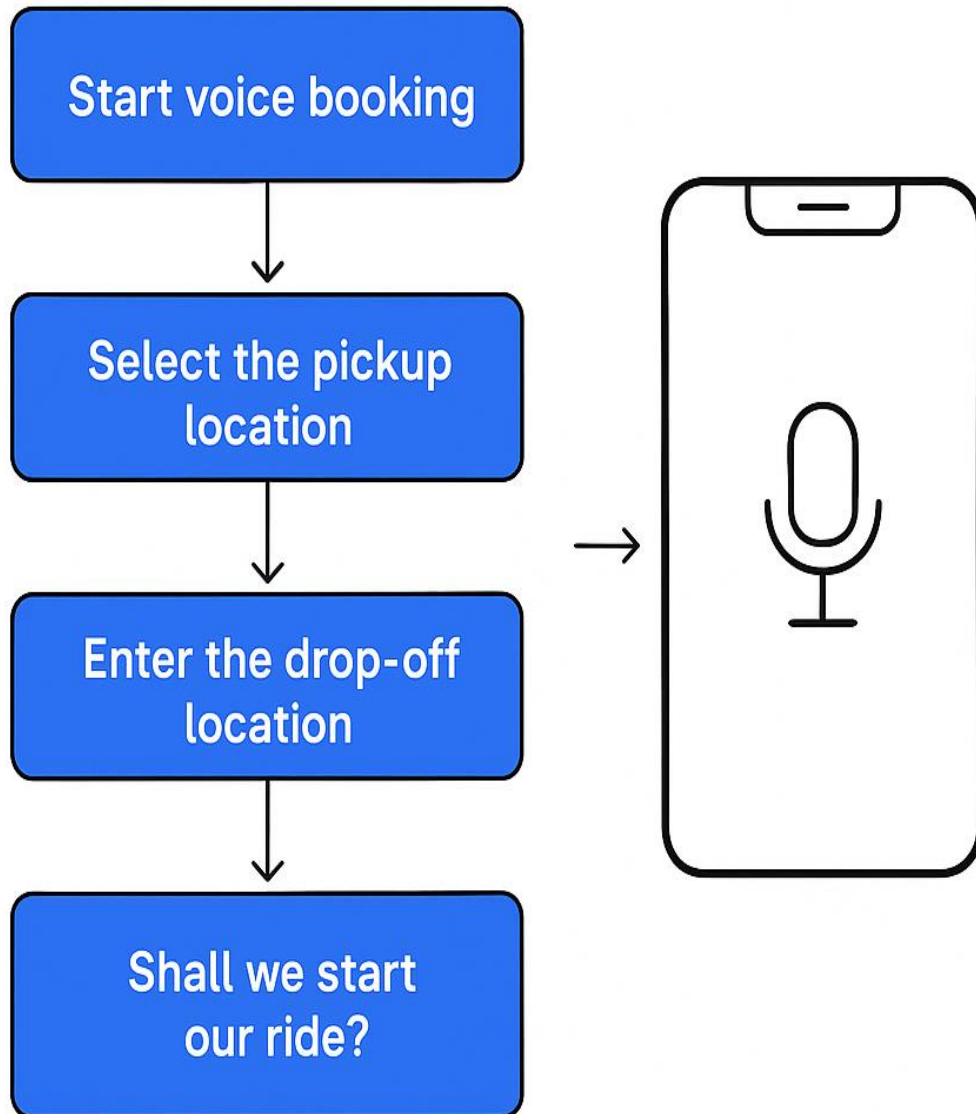 Start voice booking
Select the pickup
location
Enter the drop-off
location
Shall we start
our ride?